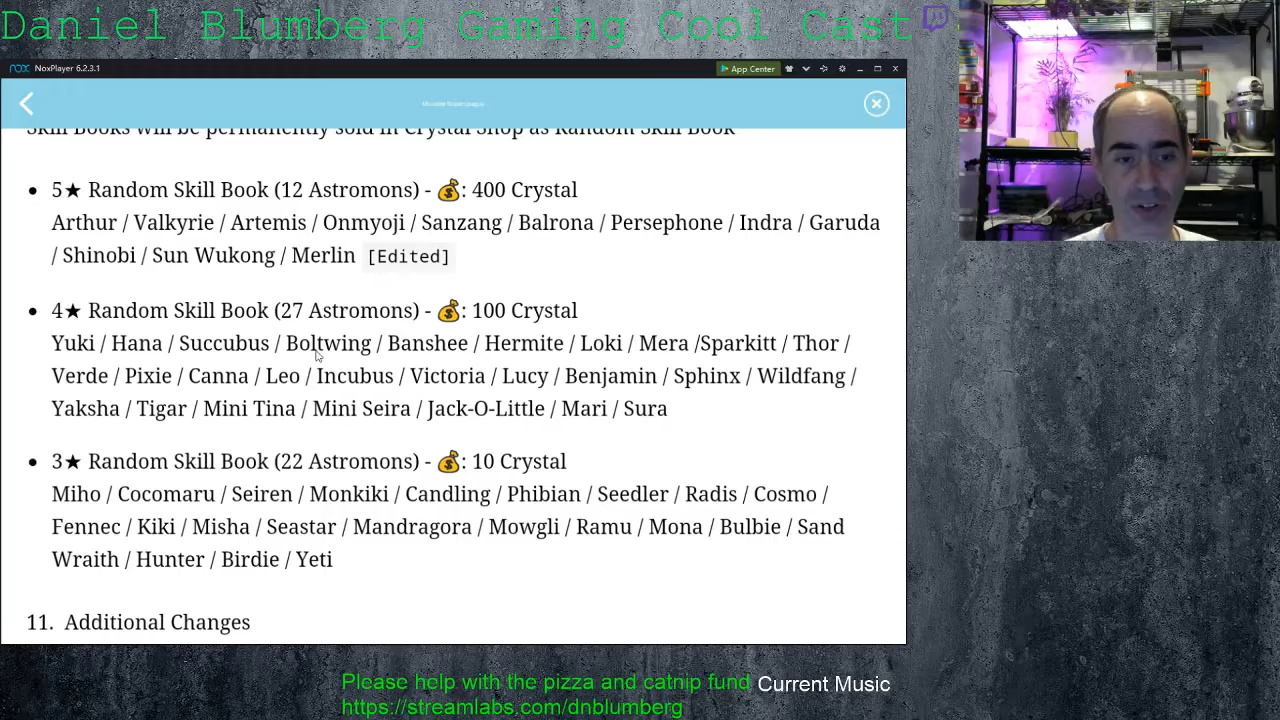 Daniel Blumberg Gaming Cool Cast
nox NoxPlayer 6.2.3.1
App Center
Skill Books will be permanently sold in Crystal Shop as Random Skill Book
• 5★ Random Skill Book (12 Astromons) - 💰: 400 Crystal
Arthur / Valkyrie / Artemis / Onmyoji / Sanzang / Balrona / Persephone / Indra / Garuda
/ Shinobi / Sun Wukong / Merlin [Edited]
• 4★ Random Skill Book (27 Astromons) - 💰: 100 Crystal
Yuki / Hana / Succubus / Boltwing / Banshee / Hermite / Loki / Mera /Sparkitt / Thor /
Verde / Pixie / Canna / Leo / Incubus / Victoria / Lucy / Benjamin / Sphinx / Wildfang /
Yaksha / Tigar / Mini Tina / Mini Seira / Jack-O-Little / Mari / Sura
• 3★ Random Skill Book (22 Astromons) - 💰: 10 Crystal
Miho / Cocomaru / Seiren / Monkiki / Candling / Phibian / Seedler / Radis / Cosmo /
Fennec / Kiki / Misha / Seastar / Mandragora / Mowgli / Ramu / Mona / Bulbie / Sand
Wraith / Hunter / Birdie / Yeti
11. Additional Changes
Please help with the pizza and catnip fund
https://streamlabs.com/dnblumberg
Current Music